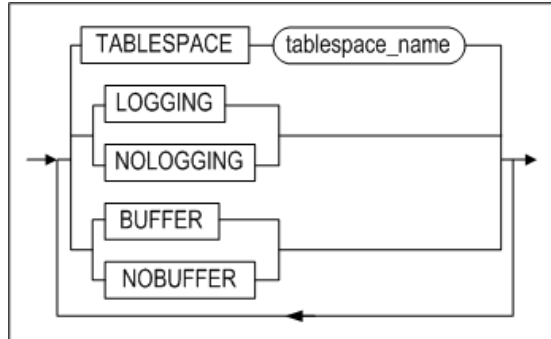 TABLESPACE tablespace_name
LOGGING
NOLOGGING
BUFFER
NOBUFFER